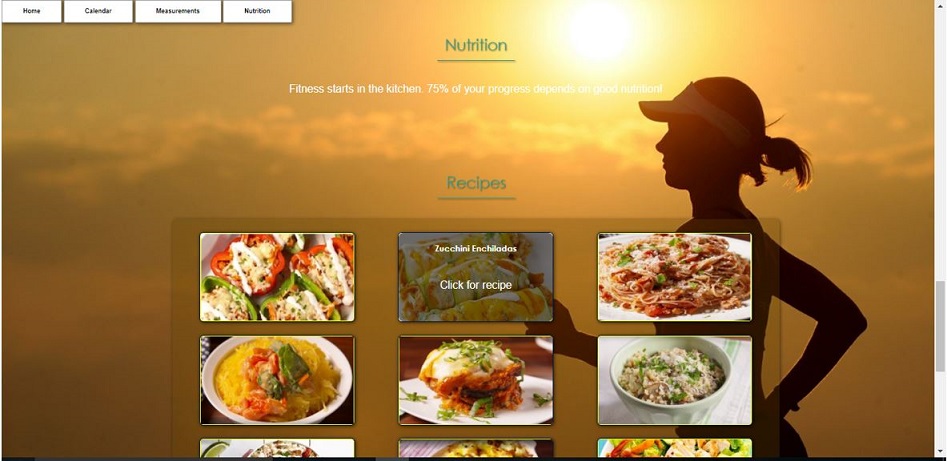 Home
Calendar
Measurements
Nutrition
Nutrition
Fitness starts in the kitchen. 75% of your progress depends on good nutrition!
Recipes
Zucchini Enchiladas
Click for recipe